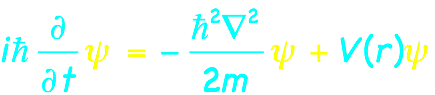 iħ ∂/∂t ψ = - ħ²∇²/2m ψ + V(r)ψ